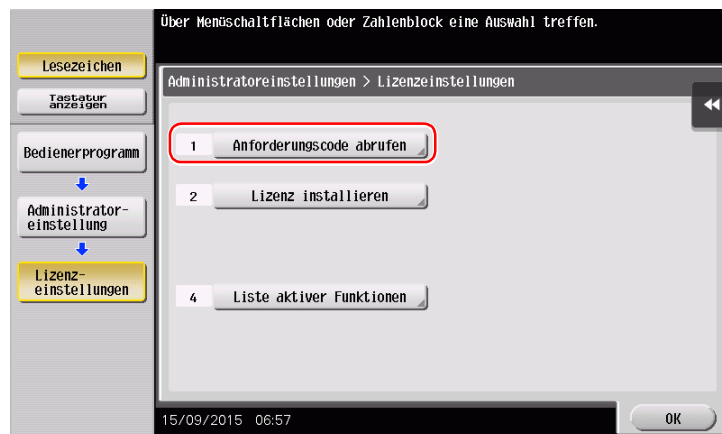 Über Menüschaltflächen oder Zahlenblock eine Auswahl treffen.
Lesezeichen
Tastatur
anzeigen
Bedienerprogramm
Administrator-
einstellung
Lizenz-
einstellungen
Administratoreinstellungen > Lizenzeinstellungen
1 Anforderungscode abrufen
2 Lizenz installieren
4 Liste aktiver Funktionen
15/09/2015 06:57
OK